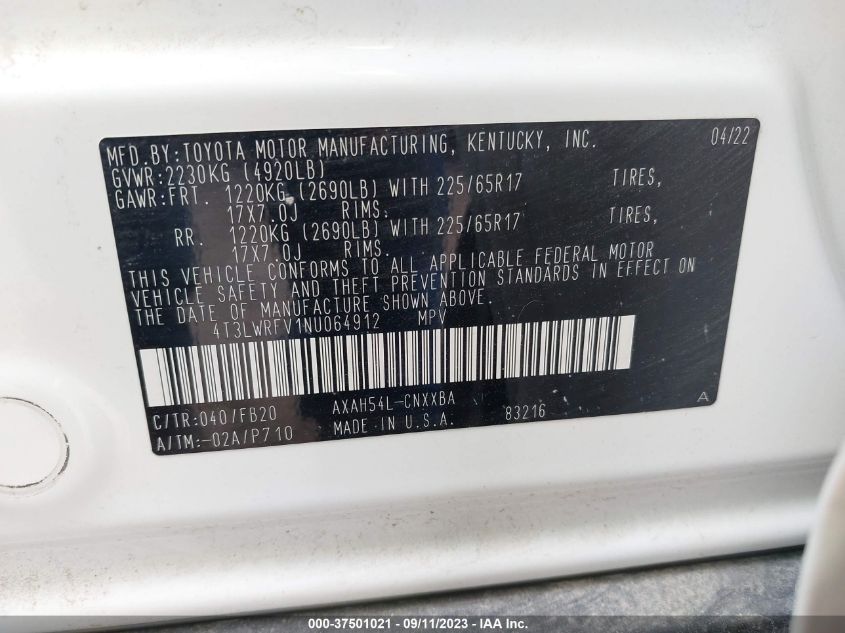 MFD.BY:TOYOTA MOTOR MANUFACTURING, KENTUCKY, INC. 04/22
GVWR:2230KG (4920LB)
GAWR:FRT. 1220KG (2690LB) WITH 225/65R17 TIRES,
17X7.0J RIMS.
RR. 1220KG (2690LB) WITH 225/65R17 TIRES,
17X7.0J RIMS.
THIS VEHICLE CONFORMS TO ALL APPLICABLE FEDERAL MOTOR
VEHICLE SAFETY AND THEFT PREVENTION STANDARDS IN EFFECT ON
THE DATE OF MANUFACTURE SHOWN ABOVE.
4T3LWRFV1NU064912 MPV
C/TR:040/FB20 AXAH54L-CNXXBA
A/TM:-02A/P710 MADE IN U.S.A. 83216 A
000-37501021 - 09/11/2023 - IAA Inc.